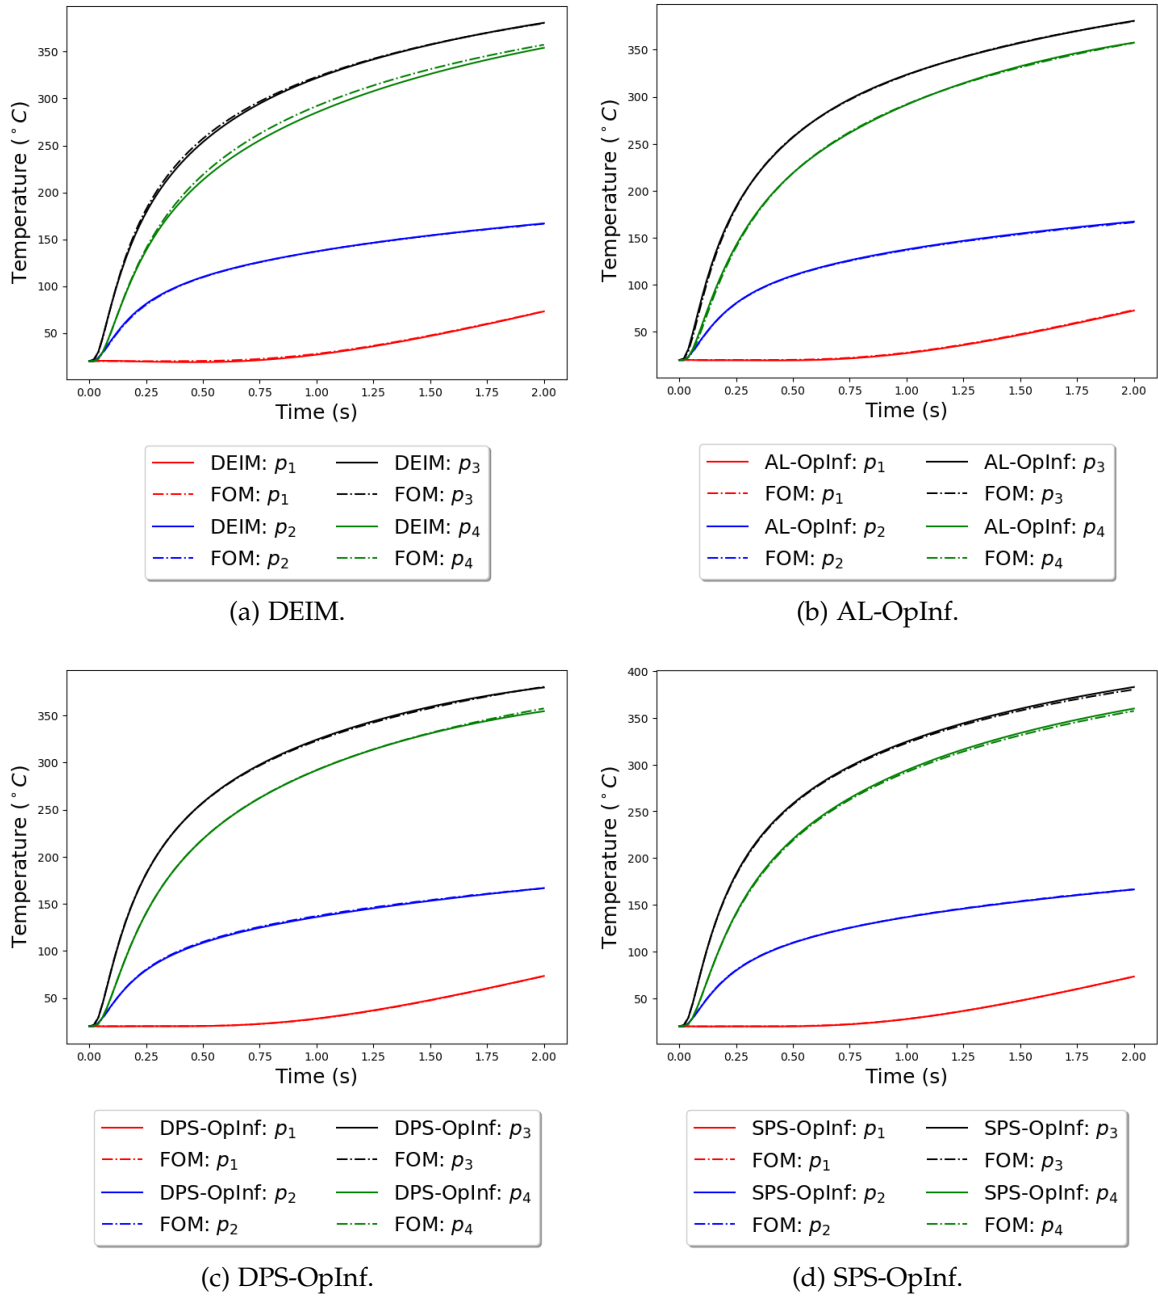 350
300
250
200
150
100
50
Temperature (°C)
0.00 0.25 0.50 0.75 1.00 1.25 1.50 1.75 2.00
Time (s)
DEIM: p1 DEIM: p3
FOM: p1 FOM: p3
DEIM: p2 DEIM: p4
FOM: p2 FOM: p4
(a) DEIM.
350
300
250
200
150
100
50
Temperature (°C)
0.00 0.25 0.50 0.75 1.00 1.25 1.50 1.75 2.00
Time (s)
AL-OpInf: p1 AL-OpInf: p3
FOM: p1 FOM: p3
AL-OpInf: p2 AL-OpInf: p4
FOM: p2 FOM: p4
(b) AL-OpInf.
350
300
250
200
150
100
50
Temperature (°C)
0.00 0.25 0.50 0.75 1.00 1.25 1.50 1.75 2.00
Time (s)
DPS-OpInf: p1 DPS-OpInf: p3
FOM: p1 FOM: p3
DPS-OpInf: p2 DPS-OpInf: p4
FOM: p2 FOM: p4
(c) DPS-OpInf.
400
350
300
250
200
150
100
50
Temperature (°C)
0.00 0.25 0.50 0.75 1.00 1.25 1.50 1.75 2.00
Time (s)
SPS-OpInf: p1 SPS-OpInf: p3
FOM: p1 FOM: p3
SPS-OpInf: p2 SPS-OpInf: p4
FOM: p2 FOM: p4
(d) SPS-OpInf.